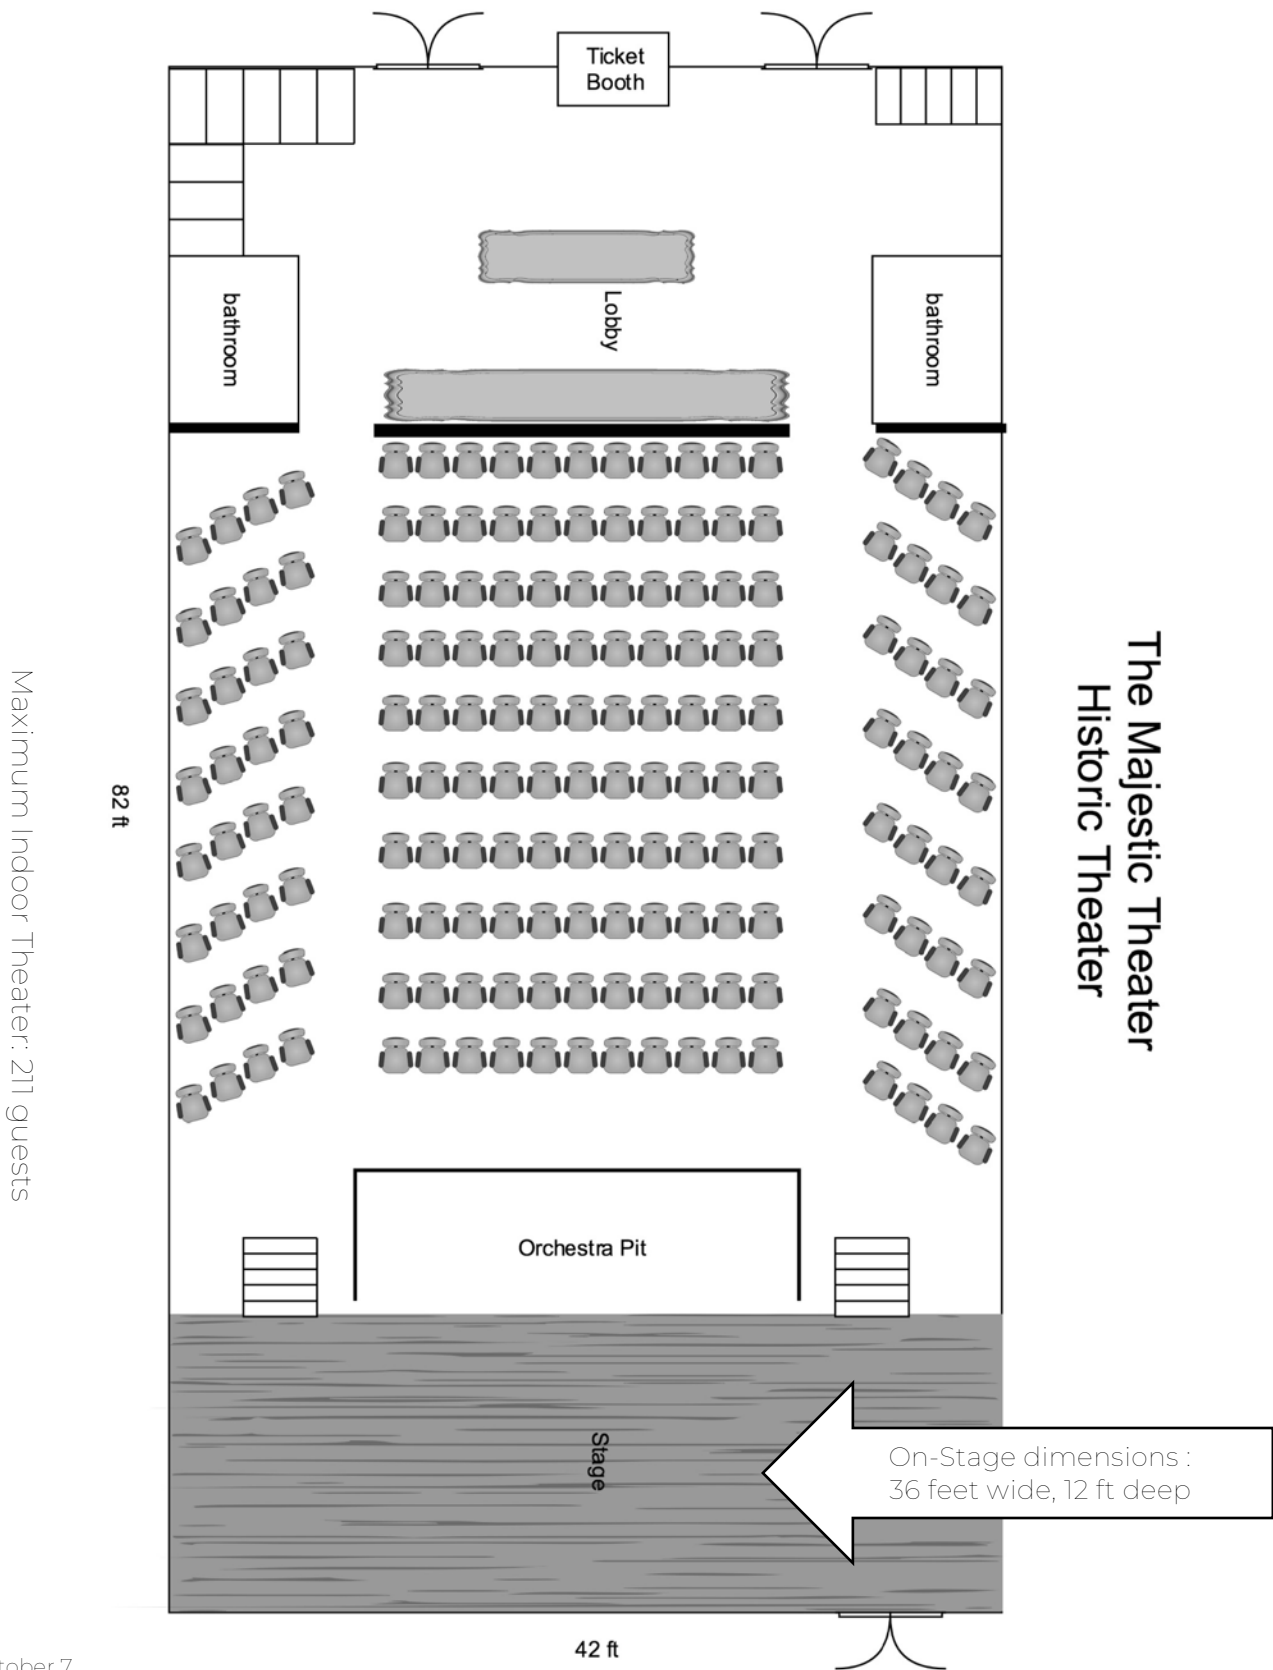 Ticket
Booth
bathroom
Lobby
bathroom
The Majestic Theater
Historic Theater
82 ft
Maximum Indoor Theater: 211 guests
Orchestra Pit
Stage
On-Stage dimensions :
36 feet wide, 12 ft deep
42 ft